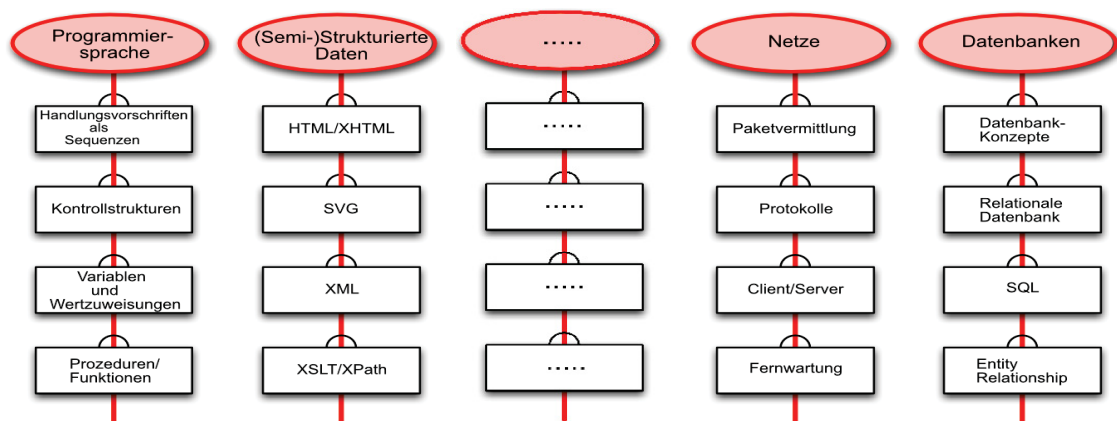 Programmier-
sprache
(Semi-)Strukturierte
Daten
.....
Netze
Datenbanken
Handlungsvorschriften
als
Sequenzen
HTML/XHTML
.....
Paketvermittlung
Datenbank-
Konzepte
Kontrollstrukturen
SVG
.....
Protokolle
Relationale
Datenbank
Variablen
und
Wertzuweisungen
XML
.....
Client/Server
SQL
Prozeduren/
Funktionen
XSLT/XPath
.....
Fernwartung
Entity
Relationship